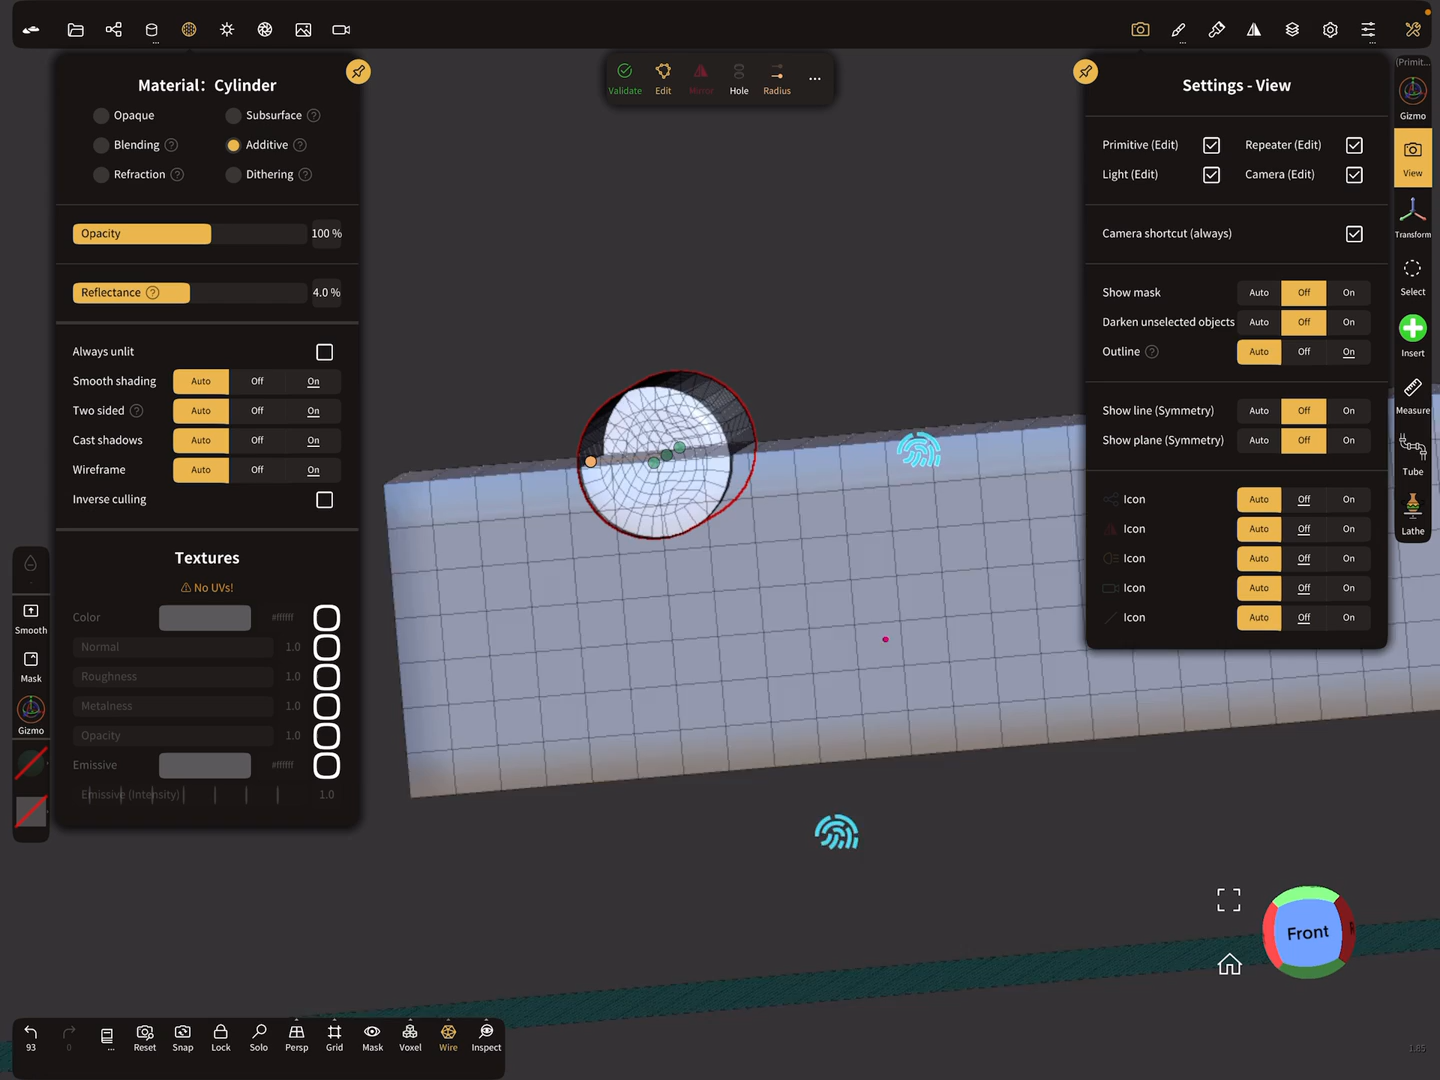 Material: Cylinder
Opaque
Subsurface ?
Blending ?
Additive ?
Refraction ?
Dithering ?
Opacity 100 %
Reflectance ? 4.0 %
Always unlit
Smooth shading Auto Off On
Two sided ? Auto Off On
Cast shadows Auto Off On
Wireframe Auto Off On
Inverse culling
Textures
No UVs!
Color #ffffff
Normal 1.0
Roughness 1.0
Metalness 1.0
Opacity 1.0
Emissive #ffffff
Emissive (Intensity) 1.0
Smooth
Mask
Gizmo
Validate
Edit
Mirror
Hole
Radius
...
Settings - View
Primitive (Edit)
Repeater (Edit)
Light (Edit)
Camera (Edit)
Camera shortcut (always)
Show mask Auto Off On
Darken unselected objects Auto Off On
Outline ? Auto Off On
Show line (Symmetry) Auto Off On
Show plane (Symmetry) Auto Off On
Icon Auto Off On
Icon Auto Off On
Icon Auto Off On
Icon Auto Off On
Icon Auto Off On
(Primit...
Gizmo
View
Transform
Select
Insert
Measure
Tube
Lathe
Front
R
93
0
...
Reset
Snap
Lock
Solo
Persp
Grid
Mask
Voxel
Wire
Inspect
1.85